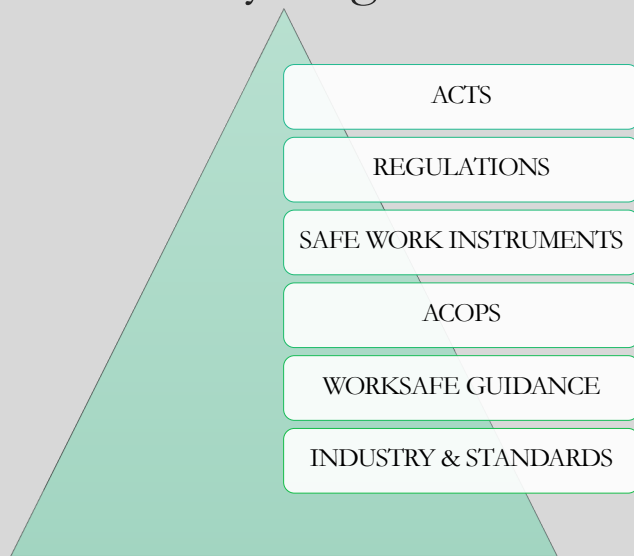 ACTS
REGULATIONS
SAFE WORK INSTRUMENTS
ACOPS
WORKSAFE GUIDANCE
INDUSTRY & STANDARDS